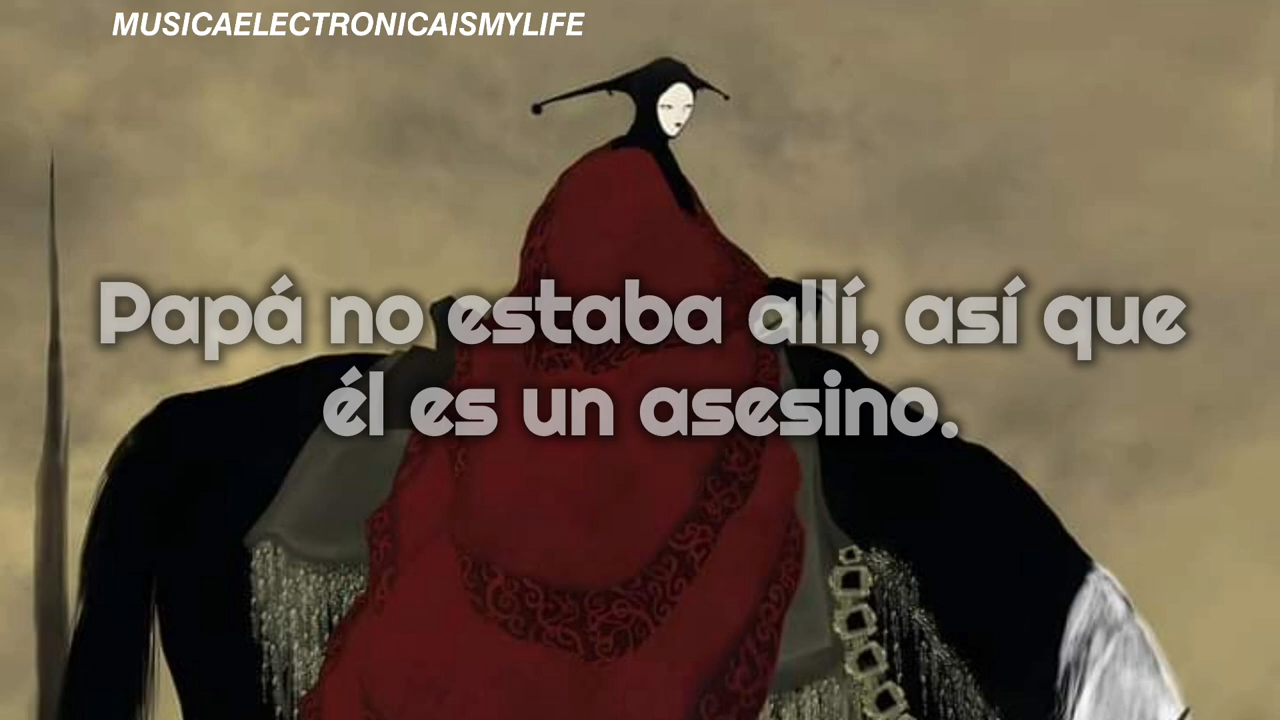 MUSICAELECTRONICAISMYLIFE
Papá no estaba allí, así que
él es un asesino.